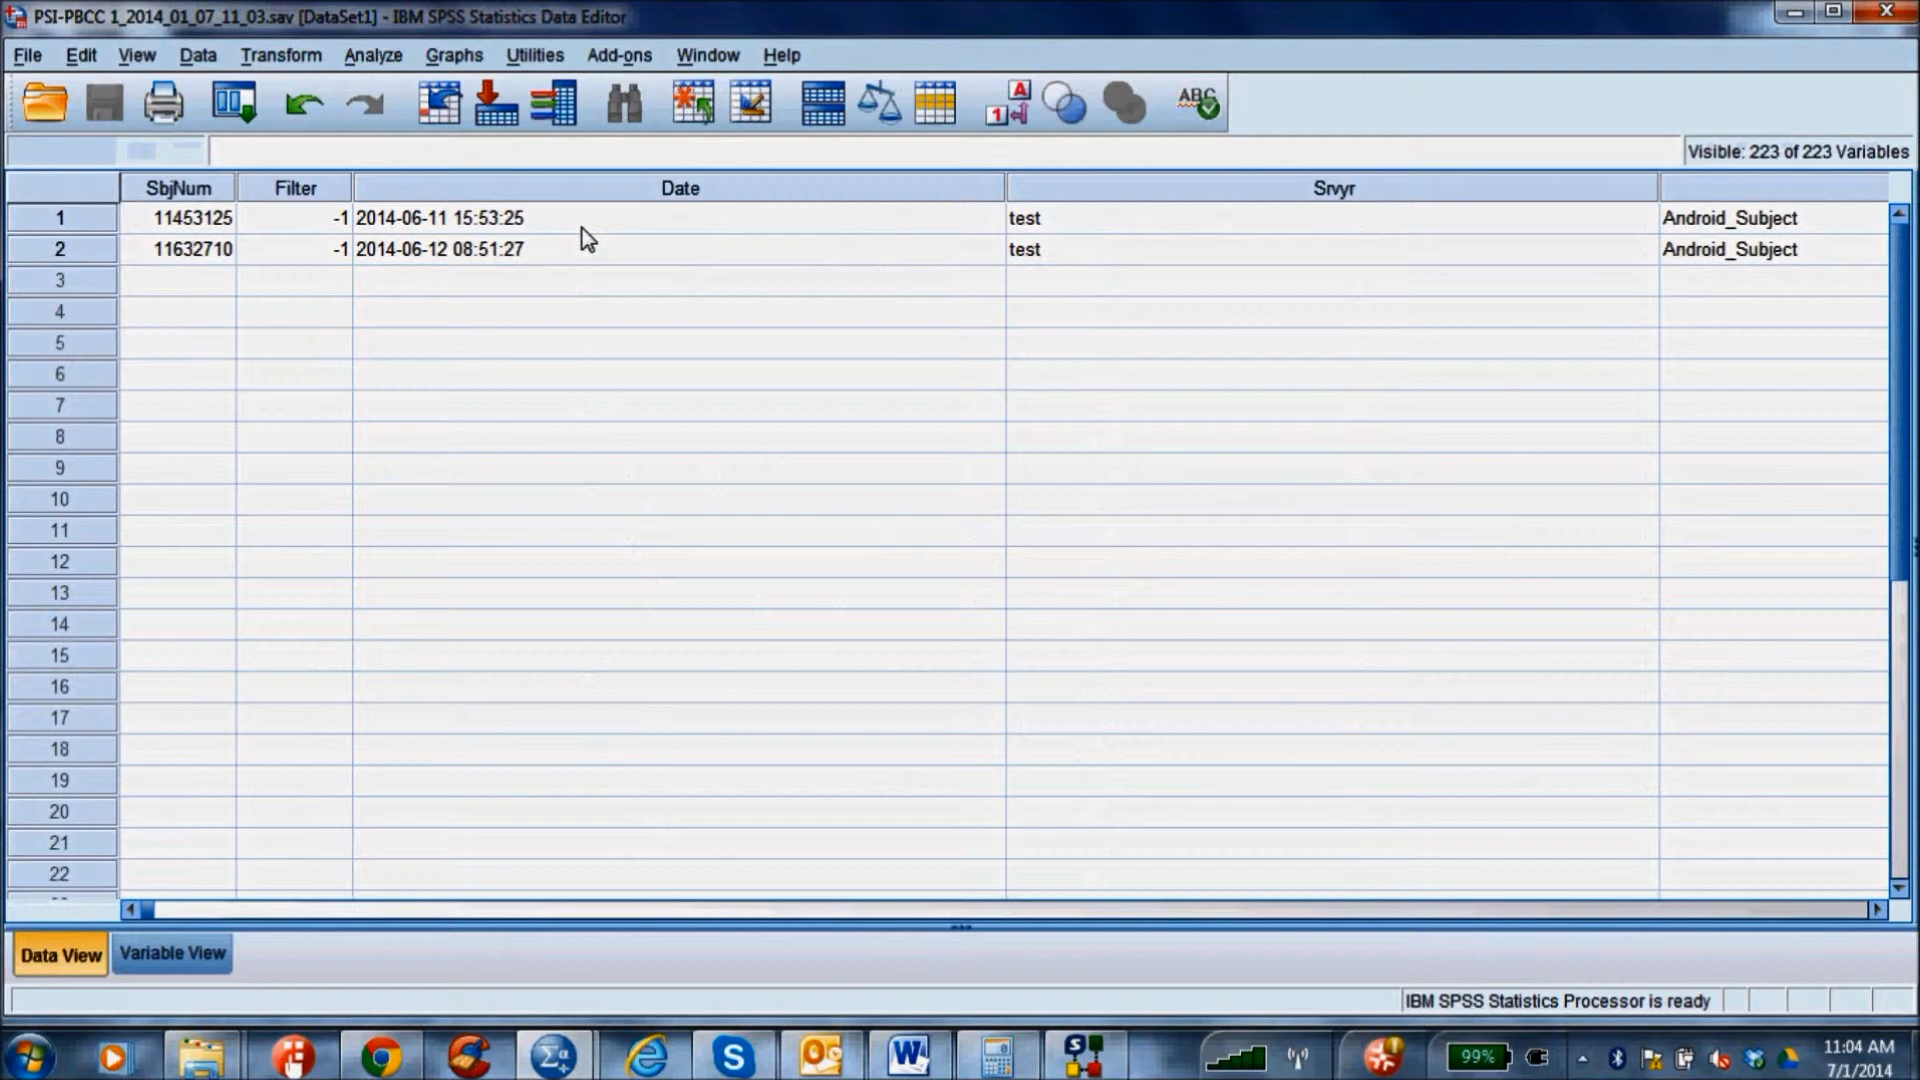 PSI-PBCC 1_2014_01_07_11_03.sav [DataSet1] - IBM SPSS Statistics Data Editor
File Edit View Data Transform Analyze Graphs Utilities Add-ons Window Help
Visible: 223 of 223 Variables
SbjNum Filter Date Srvyr
1 11453125 -1 2014-06-11 15:53:25 test Android_Subject
2 11632710 -1 2014-06-12 08:51:27 test Android_Subject
3
4
5
6
7
8
9
10
11
12
13
14
15
16
17
18
19
20
21
22
Data View Variable View
IBM SPSS Statistics Processor is ready
99%
11:04 AM
7/1/2014